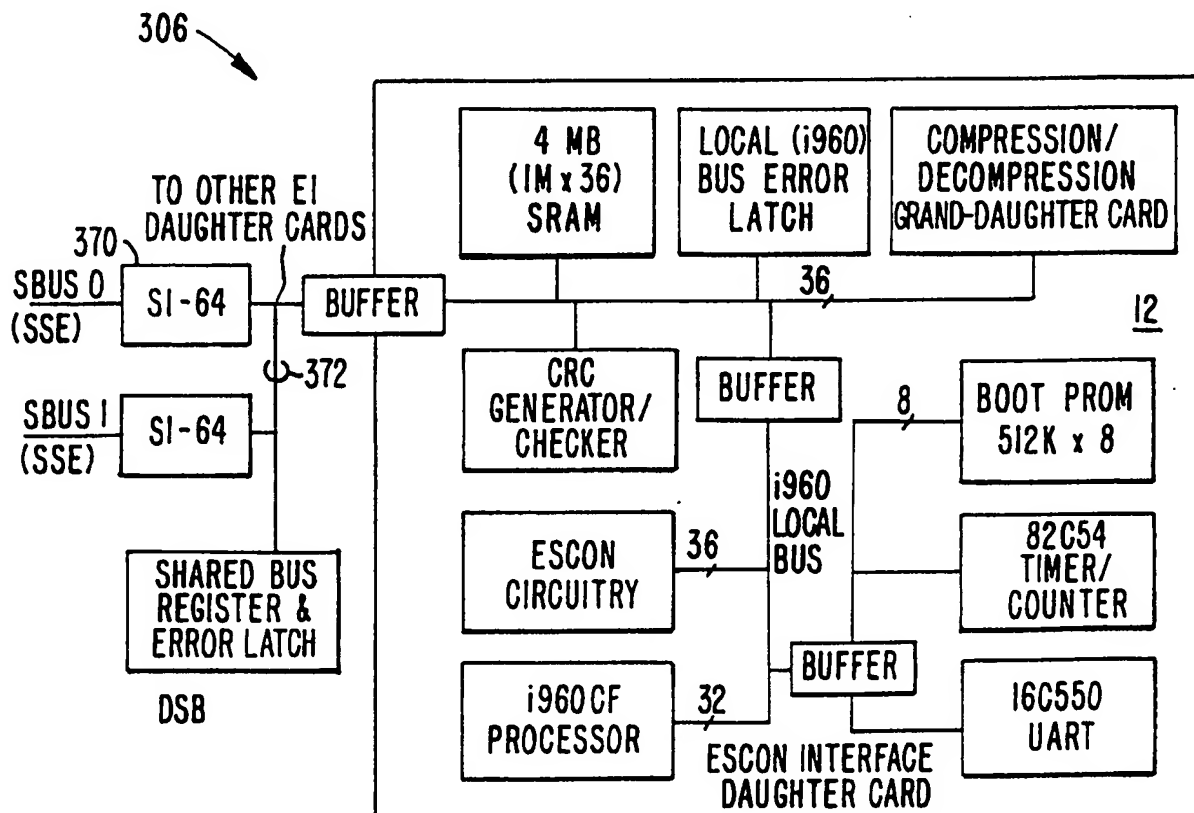 306
TO OTHER EI
DAUGHTER CARDS
370
SBUS 0
(SSE)
SI-64
372
SBUS 1
(SSE)
SI-64
SHARED BUS
REGISTER &
ERROR LATCH
DSB
BUFFER
4 MB
(1M x 36)
SRAM
LOCAL (i960)
BUS ERROR
LATCH
COMPRESSION/
DECOMPRESSION
GRAND-DAUGHTER CARD
36
12
CRC
GENERATOR/
CHECKER
BUFFER
8
BOOT PROM
512K x 8
i960
LOCAL
BUS
ESCON
CIRCUITRY
36
82C54
TIMER/
COUNTER
BUFFER
i960CF
PROCESSOR
32
16C550
UART
ESCON INTERFACE
DAUGHTER CARD